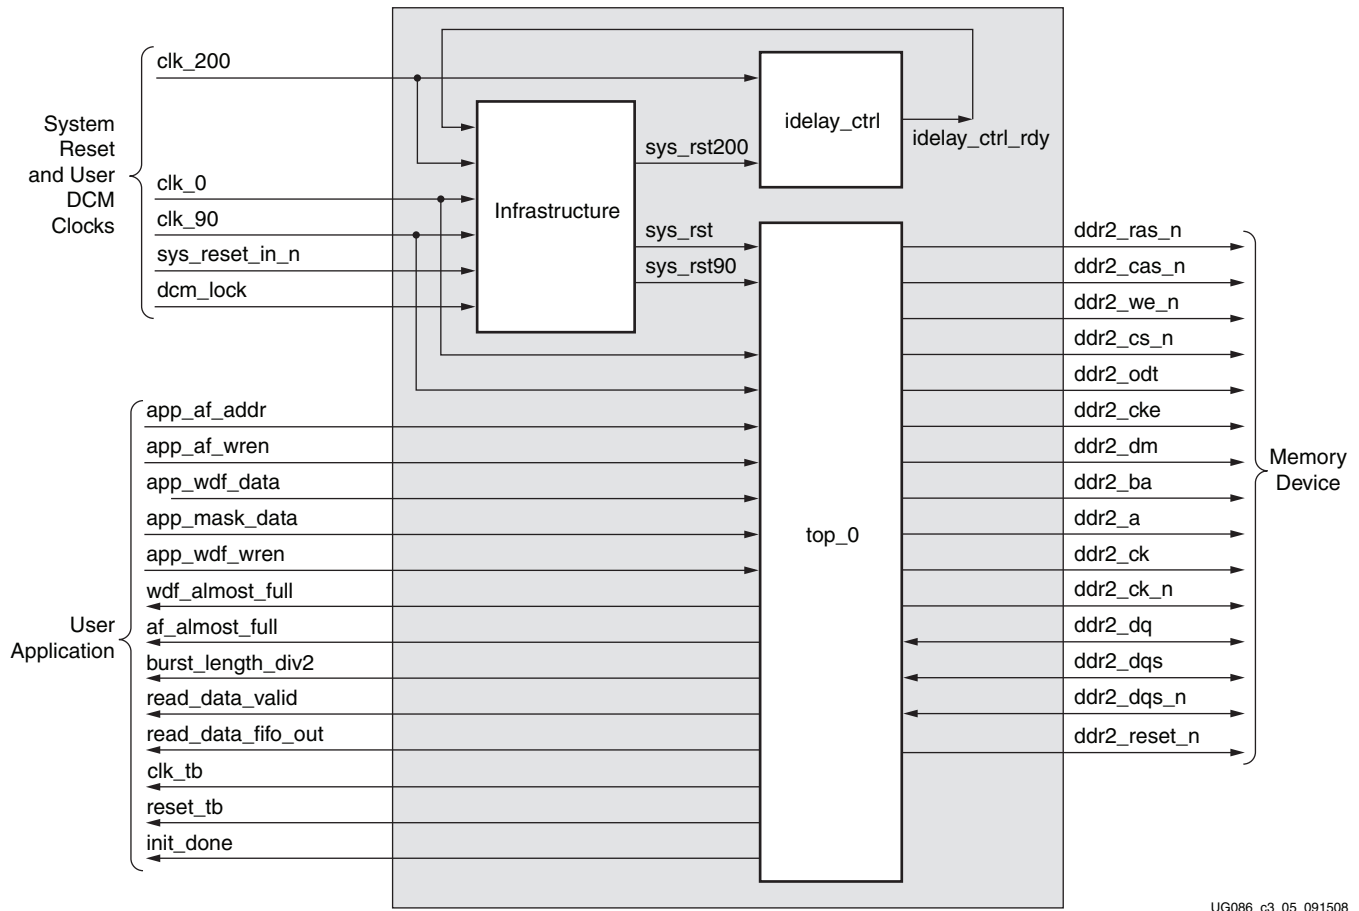 clk_200
System
Reset
and User
DCM
Clocks
clk_0
clk_90
sys_reset_in_n
dcm_lock
Infrastructure
sys_rst200
sys_rst
sys_rst90
idelay_ctrl
idelay_ctrl_rdy
User
Application
app_af_addr
app_af_wren
app_wdf_data
app_mask_data
app_wdf_wren
wdf_almost_full
af_almost_full
burst_length_div2
read_data_valid
read_data_fifo_out
clk_tb
reset_tb
init_done
top_0
ddr2_ras_n
ddr2_cas_n
ddr2_we_n
ddr2_cs_n
ddr2_odt
ddr2_cke
ddr2_dm
ddr2_ba
ddr2_a
ddr2_ck
ddr2_ck_n
ddr2_dq
ddr2_dqs
ddr2_dqs_n
ddr2_reset_n
Memory
Device
UG086_c3_05_091508